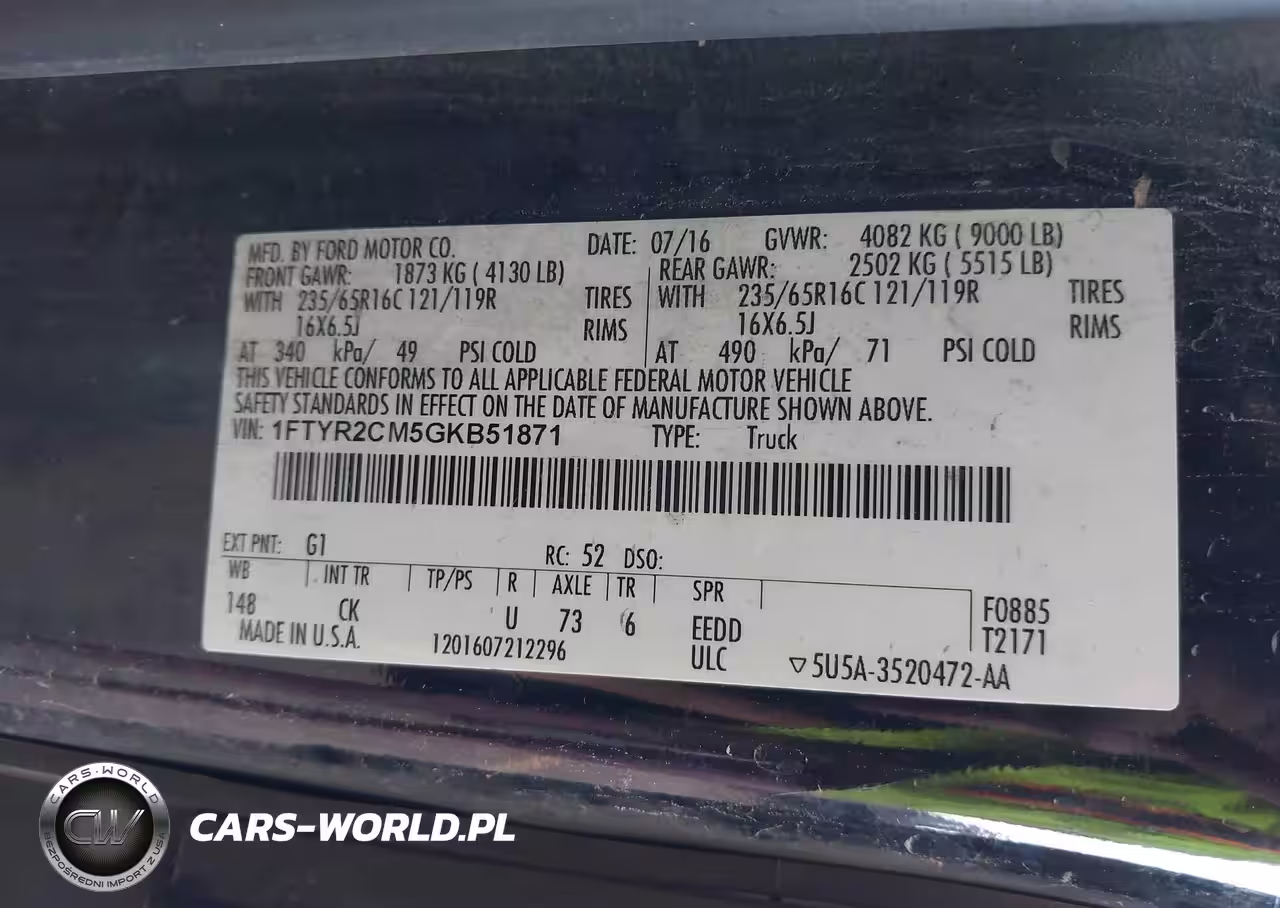 MFD. BY FORD MOTOR CO. DATE: 07/16 GVWR: 4082 KG ( 9000 LB)
FRONT GAWR: 1873 KG ( 4130 LB) REAR GAWR: 2502 KG ( 5515 LB)
WITH 235/65R16C 121/119R TIRES WITH 235/65R16C 121/119R TIRES
16X6.5J RIMS 16X6.5J RIMS
AT 340 kPa/ 49 PSI COLD AT 490 kPa/ 71 PSI COLD
THIS VEHICLE CONFORMS TO ALL APPLICABLE FEDERAL MOTOR VEHICLE
SAFETY STANDARDS IN EFFECT ON THE DATE OF MANUFACTURE SHOWN ABOVE.
VIN: 1FTYR2CM5GKB51871 TYPE: Truck
EXT PNT: G1 RC: 52 DSO:
WB INT TR TP/PS R AXLE TR SPR
148 CK U 73 6 EEDD F0885
MADE IN U.S.A. 1201607212296 ULC T2171
▽5U5A-3520472-AA
CARS-WORLD
CW
BEZPOŚREDNI IMPORT Z USA
CARS-WORLD.PL